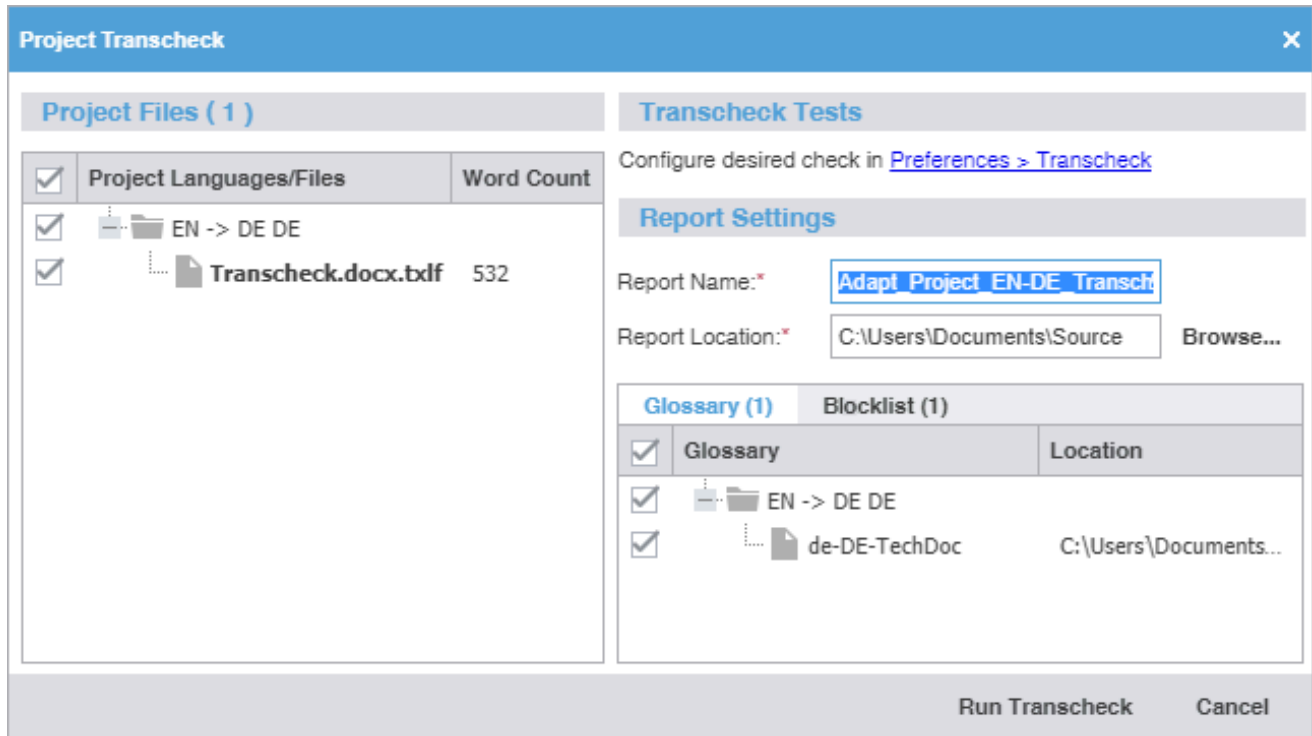 Project Transcheck
Project Files ( 1 )
Project Languages/Files Word Count
EN -> DE DE
Transcheck.docx.txlf 532
Transcheck Tests
Configure desired check in Preferences > Transcheck
Report Settings
Report Name:* Adapt_Project_EN-DE_Transch
Report Location:* C:\Users\Documents\Source Browse...
Glossary (1) Blocklist (1)
Glossary Location
EN -> DE DE
de-DE-TechDoc C:\Users\Documents...
Run Transcheck Cancel